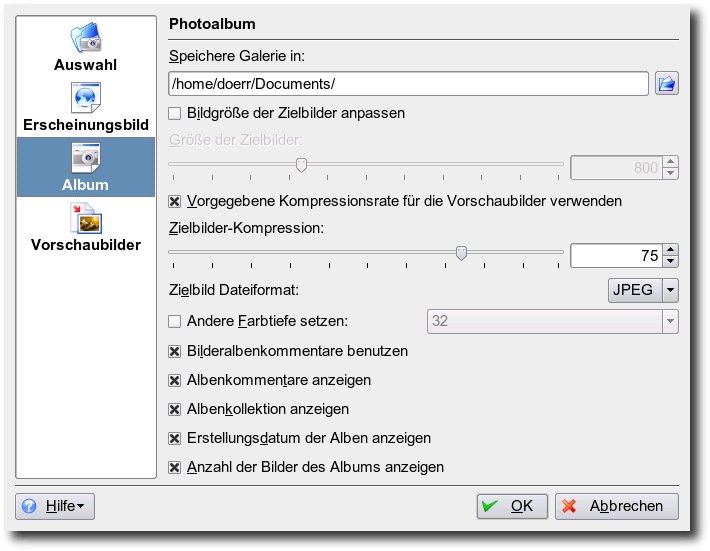 Auswahl
Erscheinungsbild
Album
Vorschaubilder
Photoalbum
Speichere Galerie in:
/home/doerr/Documents/
Bildgröße der Zielbilder anpassen
Größe der Zielbilder:
800
Vorgegebene Kompressionsrate für die Vorschaubilder verwenden
Zielbilder-Kompression:
75
Zielbild Dateiformat: JPEG
Andere Farbtiefe setzen: 32
Bilderalbenkommentare benutzen
Albenkommentare anzeigen
Albenkollektion anzeigen
Erstellungsdatum der Alben anzeigen
Anzahl der Bilder des Albums anzeigen
Hilfe OK Abbrechen